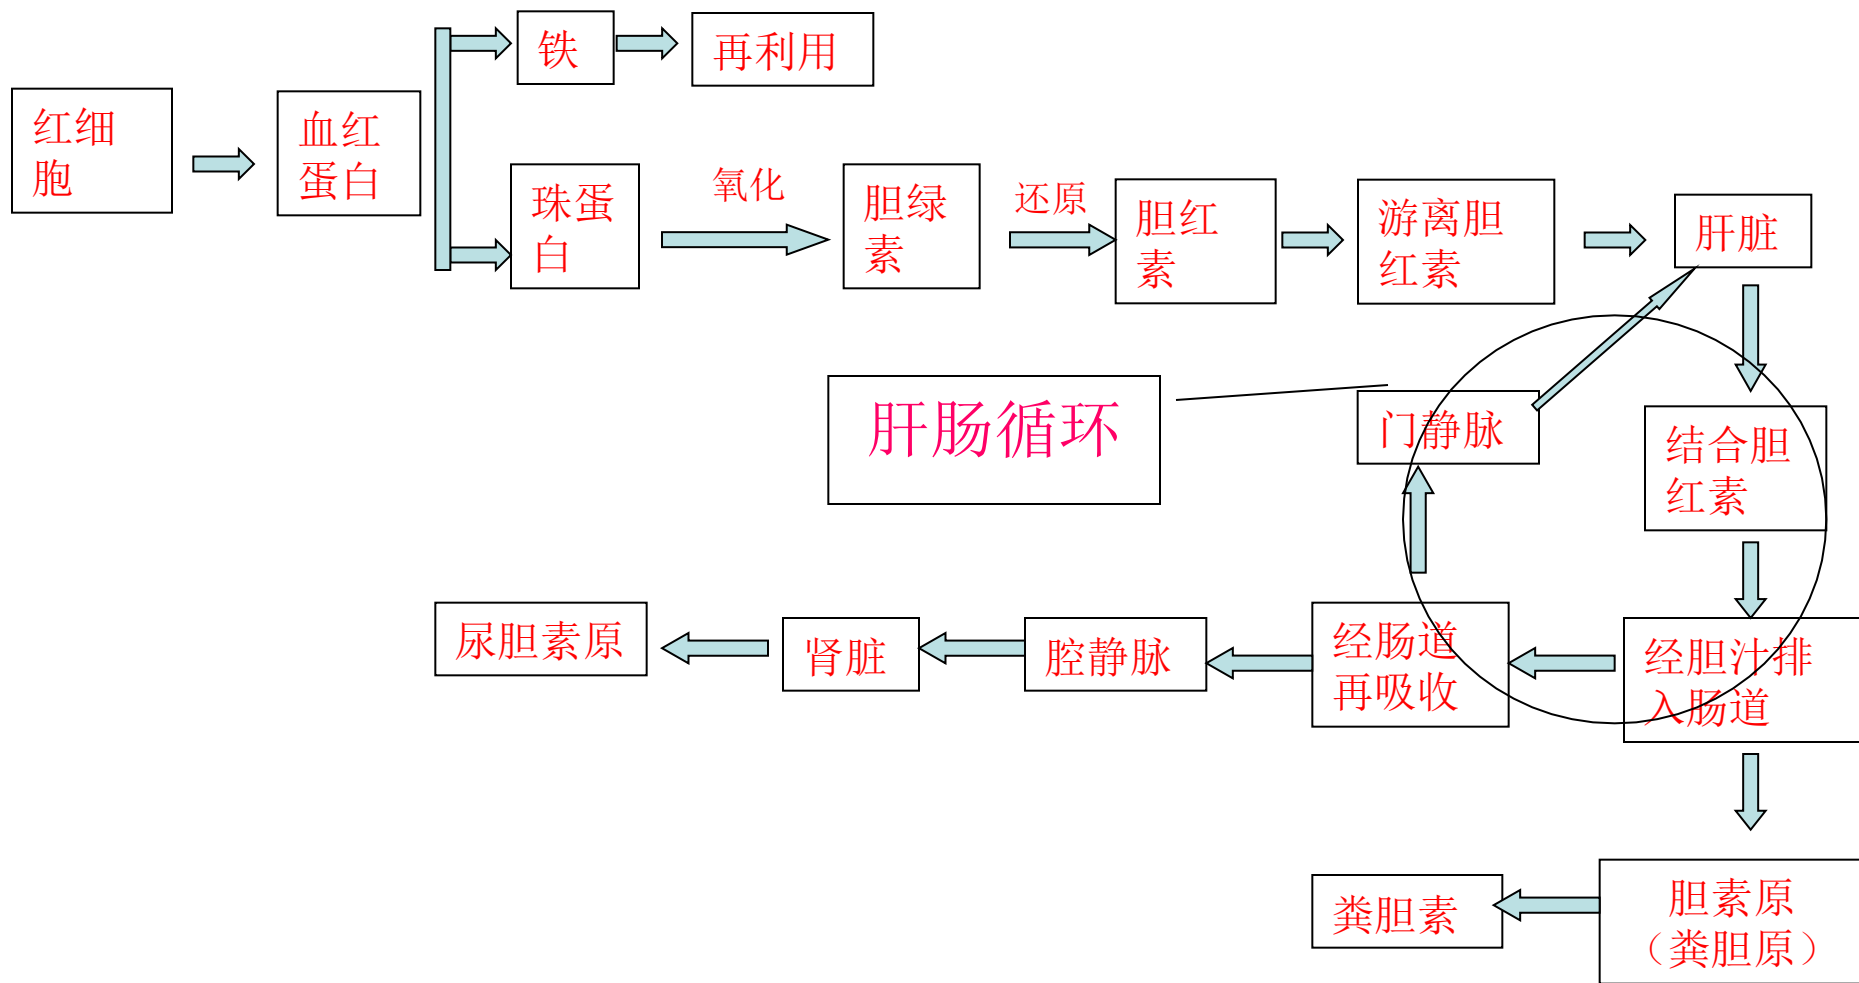 铁
再利用
红细
胞
血红
蛋白
珠蛋
白
氧化
胆绿
素
还原
胆红
素
游离胆
红素
肝脏
肝肠循环
门静脉
结合胆
红素
尿胆素原
肾脏
腔静脉
经肠道
再吸收
经胆汁排
入肠道
粪胆素
胆素原
（粪胆原）